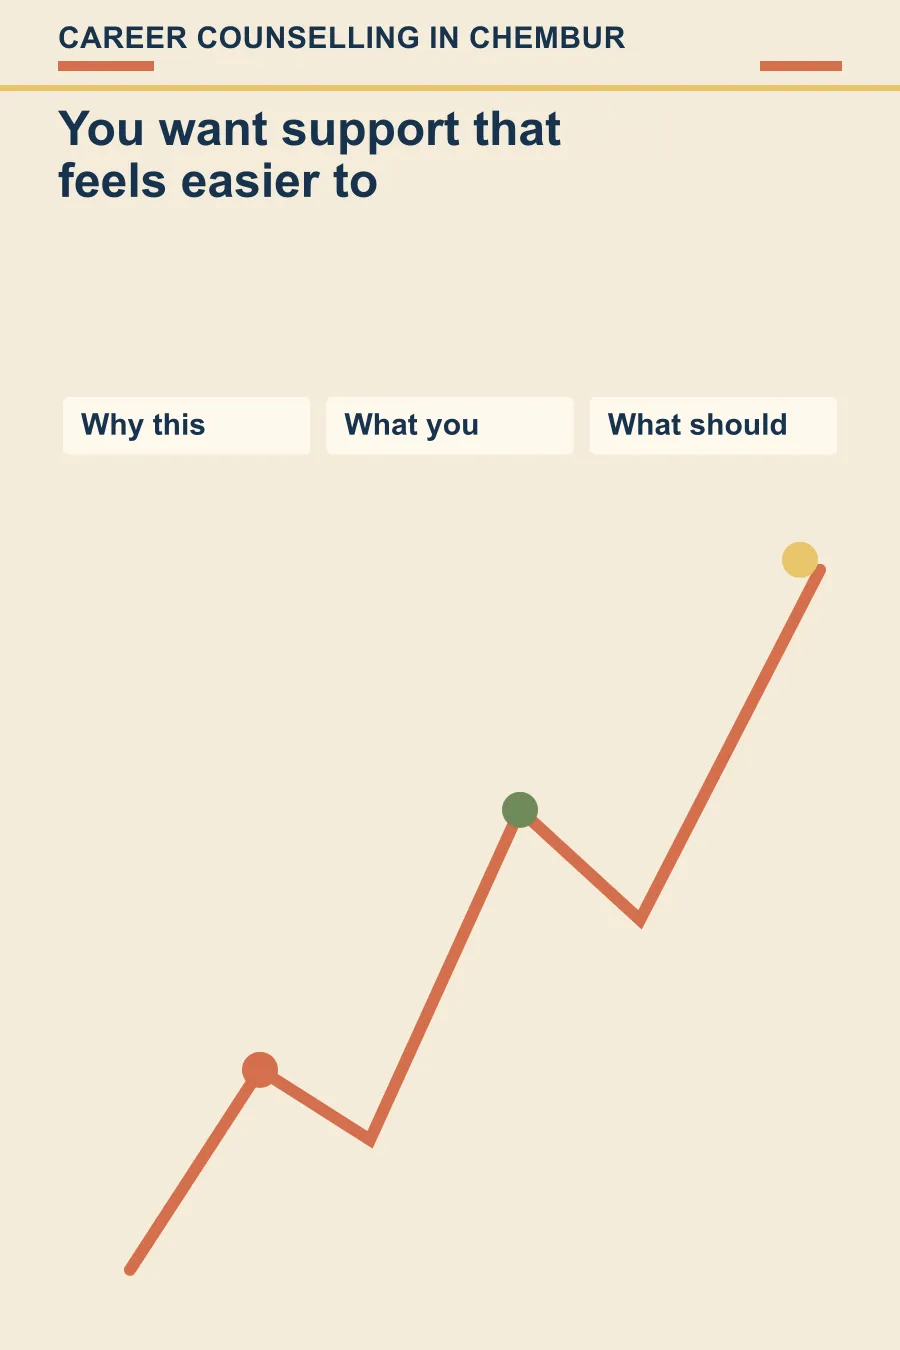 CAREER COUNSELLING IN CHEMBUR
You want support that
feels easier to
Why this
What you
What should